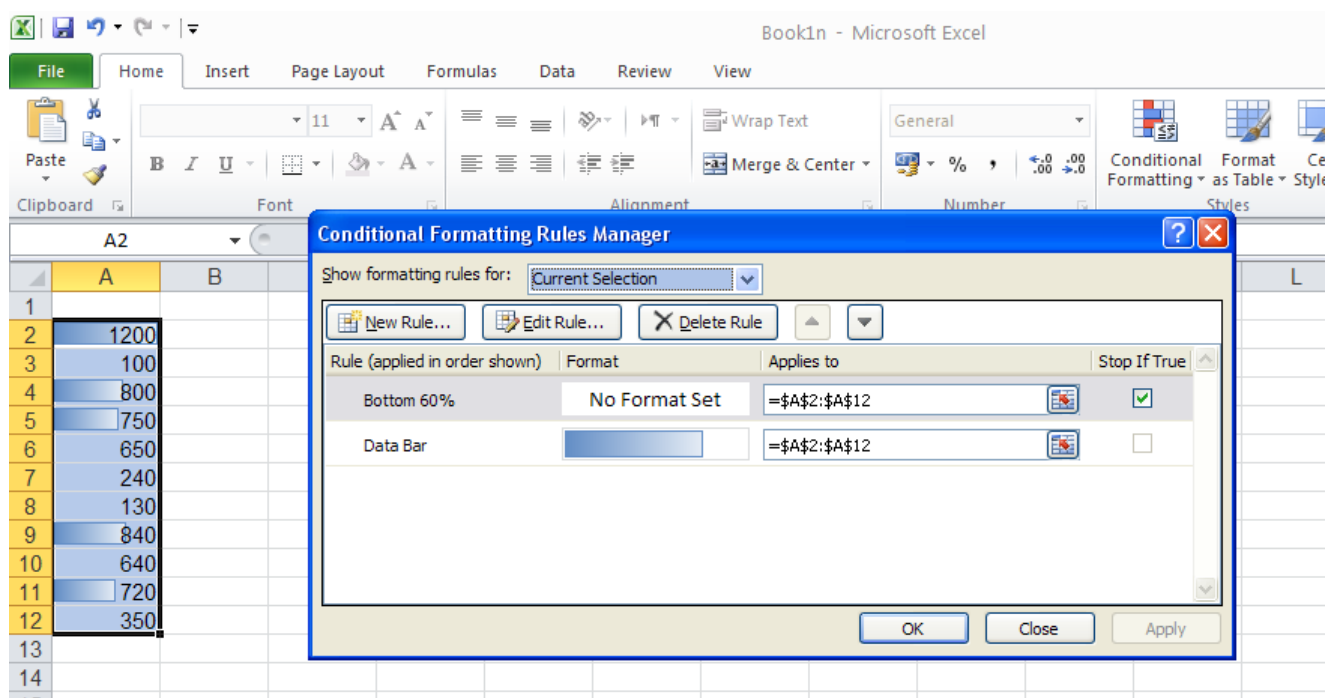 Book1n - Microsoft Excel
File Home Insert Page Layout Formulas Data Review View
11 A A Wrap Text General
Paste B I U A Merge & Center % , .0 .00 .00 .0 Conditional Formatting Format as Table
Clipboard Font Alignment Number Styles
A2
Conditional Formatting Rules Manager ?
Show formatting rules for: Current Selection
New Rule... Edit Rule... Delete Rule
Rule (applied in order shown) Format Applies to Stop If True
Bottom 60% No Format Set =$A$2:$A$12
Data Bar =$A$2:$A$12
OK Close Apply
A B L
1
2 1200
3 100
4 800
5 750
6 650
7 240
8 130
9 840
10 640
11 720
12 350
13
14